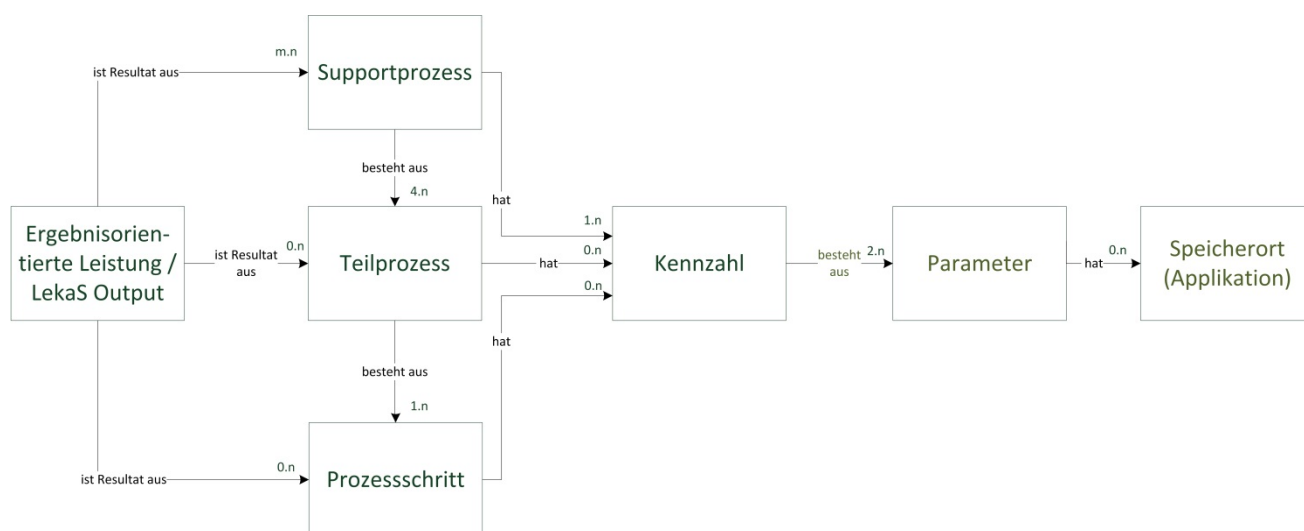 m.n
ist Resultat aus
Supportprozess
besteht aus
4.n
hat
1.n
Ergebnisorien-
tierte Leistung /
LekaS Output
ist Resultat
aus
0.n
Teilprozess
hat
0.n
0.n
Kennzahl
besteht
aus
2.n
Parameter
hat
0.n
Speicherort
(Applikation)
hat
besteht aus
1.n
ist Resultat aus
0.n
Prozessschritt